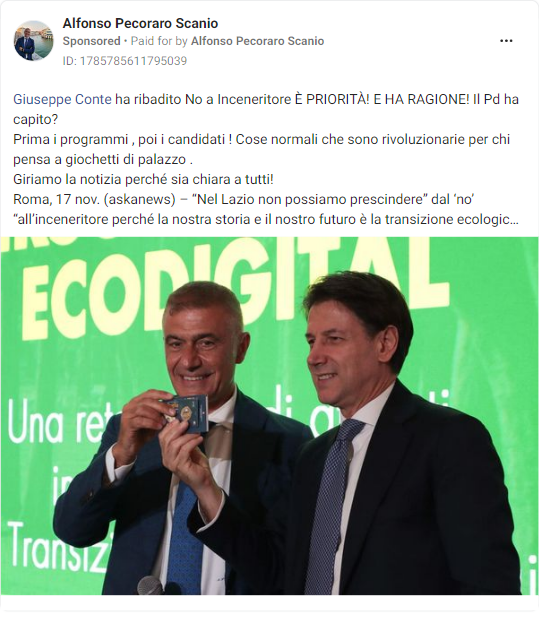 Alfonso Pecoraro Scanio
Sponsored • Paid for by Alfonso Pecoraro Scanio
ID: 1785785611795039
Giuseppe Conte ha ribadito No a Inceneritore È PRIORITÀ! E HA RAGIONE! Il Pd ha
capito?
Prima i programmi , poi i candidati ! Cose normali che sono rivoluzionarie per chi
pensa a giochetti di palazzo .
Giriamo la notizia perché sia chiara a tutti!
Roma, 17 nov. (askanews) – “Nel Lazio non possiamo prescindere” dal ‘no’
“all’inceneritore perché la nostra storia e il nostro futuro è la transizione ecologic...
ECODIGITAL
Una ret di
in
Transiz